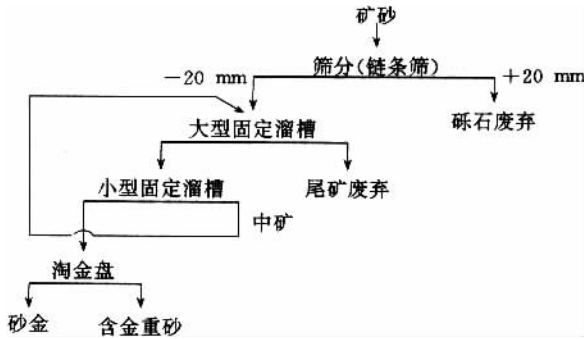 矿砂
筛分(链条筛)
－20 mm
＋20 mm
砾石废弃
大型固定溜槽
小型固定溜槽
尾矿废弃
中矿
淘金盘
砂金
含金重砂